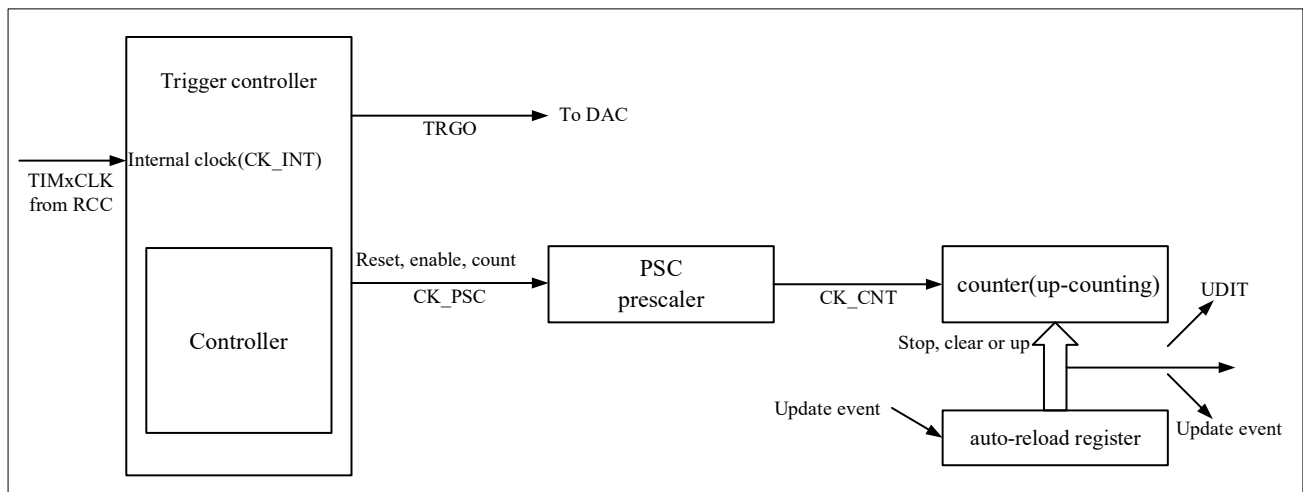 Trigger controller
TRGO
To DAC
Internal clock(CK_INT)
TIMxCLK
from RCC
Controller
Reset, enable, count
CK_PSC
PSC
prescaler
CK_CNT
counter(up-counting)
UDIT
Stop, clear or up
Update event
auto-reload register
Update event